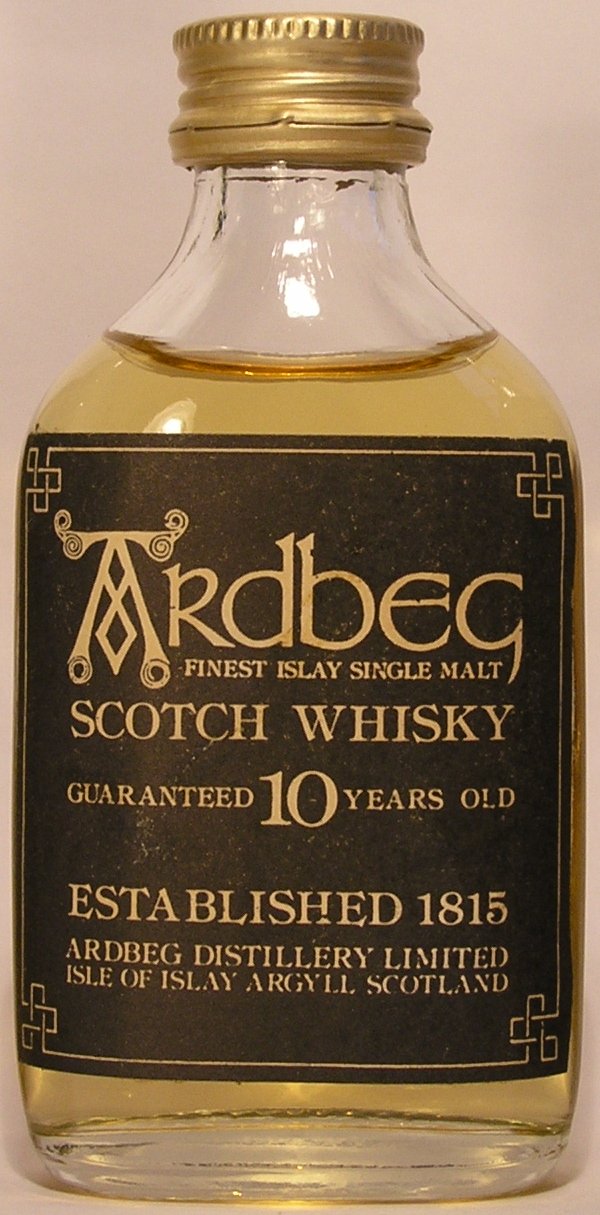 Ardbeg
FINEST ISLAY SINGLE MALT
SCOTCH WHISKY
GUARANTEED 10 YEARS OLD
ESTABLISHED 1815
ARDBEG DISTILLERY LIMITED
ISLE OF ISLAY ARGYLL SCOTLAND